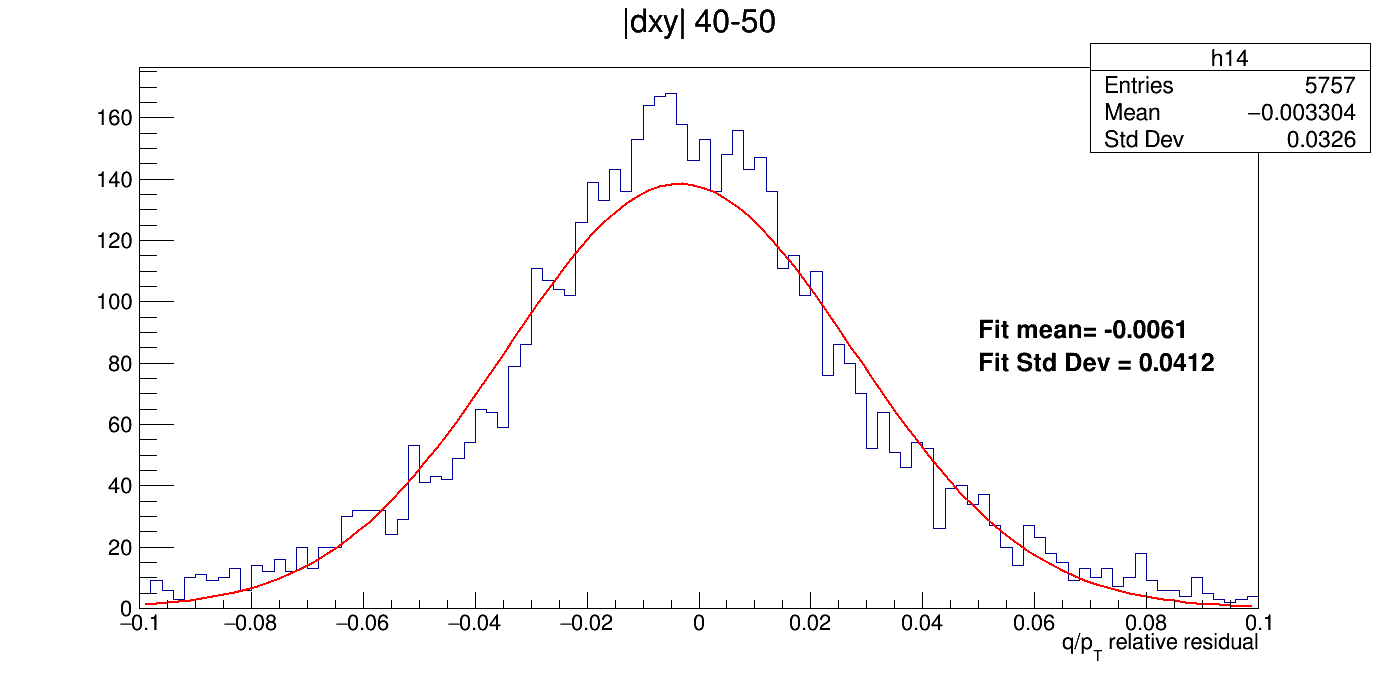 |dxy| 40-50
h14
Entries 5757
Mean −0.003304
Std Dev 0.0326
160
140
120
100
80
60
40
20
0
Fit mean= -0.0061
Fit Std Dev = 0.0412
−0.1 −0.08 −0.06 −0.04 −0.02 0 0.02 0.04 0.06 0.08 0.1
q/pT relative residual